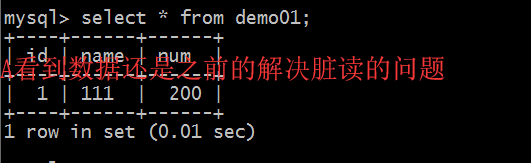 mysql> select * from demo01;
+----+------+------+
| id | name | num  |
A看到数据还是之前的解决脏读的问题
|  1 | 111  |  200 |
+----+------+------+
1 row in set (0.01 sec)